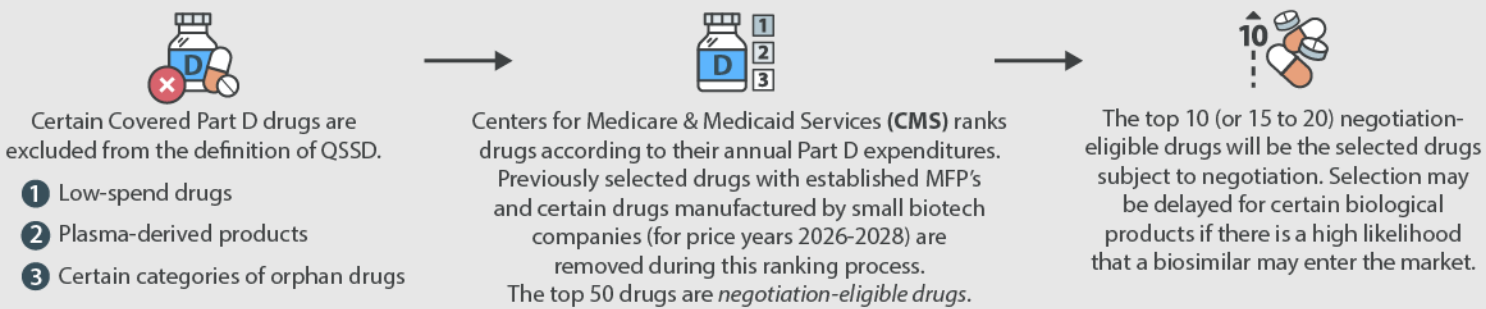 D
Certain Covered Part D drugs are
excluded from the definition of QSSD.
1 Low-spend drugs
2 Plasma-derived products
3 Certain categories of orphan drugs
D
1
2
3
Centers for Medicare & Medicaid Services (CMS) ranks
drugs according to their annual Part D expenditures.
Previously selected drugs with established MFP's
and certain drugs manufactured by small biotech
companies (for price years 2026-2028) are
removed during this ranking process.
The top 50 drugs are negotiation-eligible drugs.
10
The top 10 (or 15 to 20) negotiation-
eligible drugs will be the selected drugs
subject to negotiation. Selection may
be delayed for certain biological
products if there is a high likelihood
that a biosimilar may enter the market.